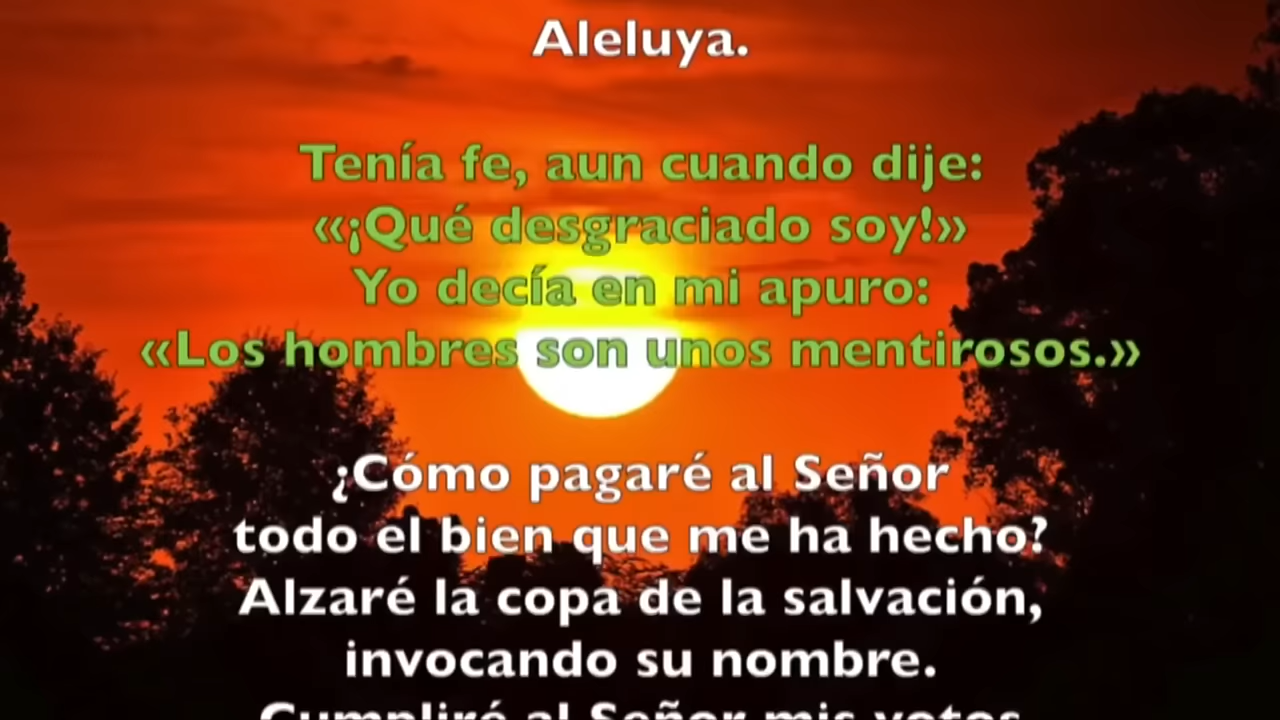 Aleluya.
Tenía fe, aun cuando dije:
«¡Qué desgraciado soy!»
Yo decía en mi apuro:
«Los hombres son unos mentirosos.»
¿Cómo pagaré al Señor
todo el bien que me ha hecho?
Alzaré la copa de la salvación,
invocando su nombre.
Cumpliré al Señor mis votos